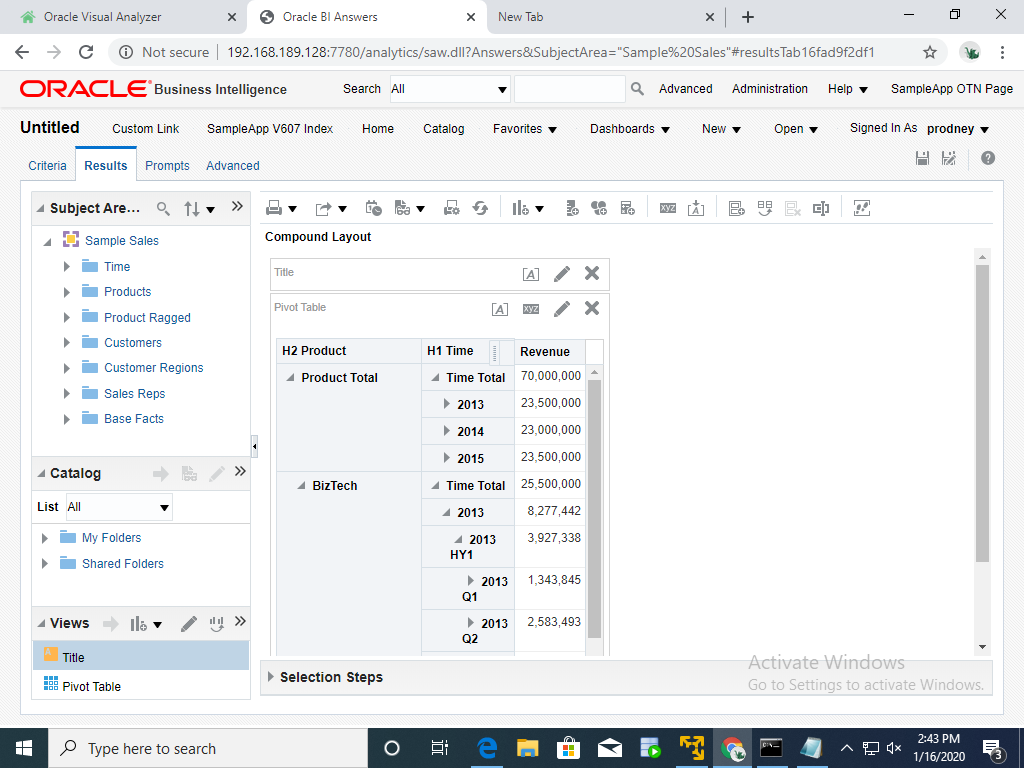 Oracle Visual Analyzer
Oracle BI Answers
New Tab
Not secure 192.168.189.128:7780/analytics/saw.dll?Answers&SubjectArea="Sample%20Sales"#resultsTab16fad9f2df1
ORACLE Business Intelligence
Search All
Advanced Administration Help SampleApp OTN Page
Untitled
Custom Link SampleApp V607 Index Home Catalog Favorites Dashboards New Open Signed In As prodney
Criteria Results Prompts Advanced
Subject Are...
Sample Sales
Time
Products
Product Ragged
Customers
Customer Regions
Sales Reps
Base Facts
Catalog
List All
My Folders
Shared Folders
Views
Title
Pivot Table
Compound Layout
Title
Pivot Table
H2 Product H1 Time Revenue
Product Total Time Total 70,000,000
2013 23,500,000
2014 23,000,000
2015 23,500,000
BizTech Time Total 25,500,000
2013 8,277,442
2013 3,927,338
HY1
2013 1,343,845
Q1
2013 2,583,493
Q2
Selection Steps
Activate Windows
Go to Settings to activate Windows.
Type here to search
2:43 PM
1/16/2020
3